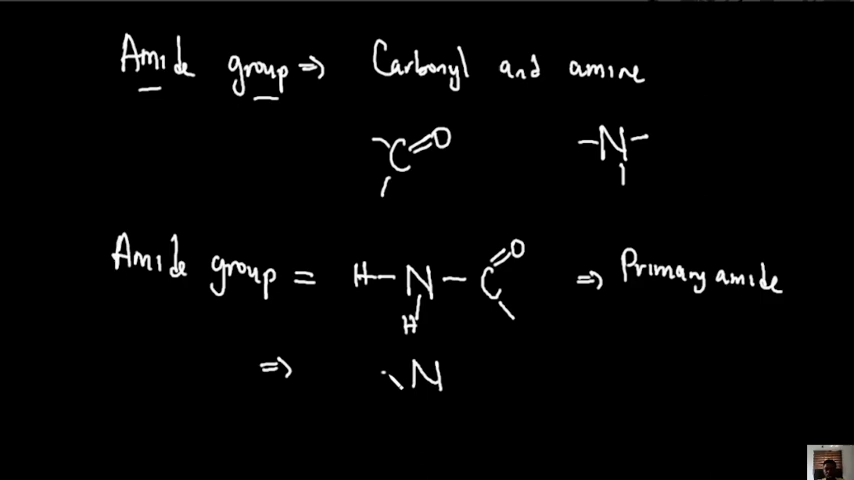 Amide group ⇒ Carbonyl and amine
C=O -N-
Amide group = H-N-C=O ⇒ Primary amide
H
⇒ N